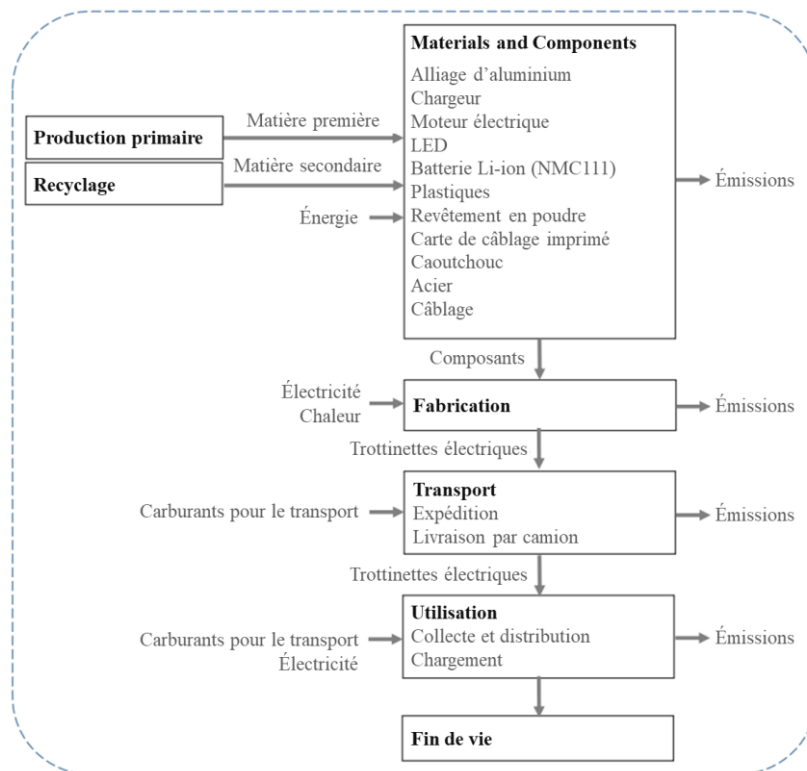 Materials and Components
Alliage d'aluminium
Chargeur
Moteur électrique
LED
Batterie Li-ion (NMC111)
Plastiques
Revêtement en poudre
Carte de câblage imprimé
Caoutchouc
Acier
Câblage
Production primaire
Matière première
Recyclage
Matière secondaire
Énergie
Émissions
Composants
Électricité
Chaleur
Fabrication
Émissions
Trottinettes électriques
Carburants pour le transport
Transport
Expédition
Livraison par camion
Émissions
Trottinettes électriques
Carburants pour le transport
Électricité
Utilisation
Collecte et distribution
Chargement
Émissions
Fin de vie